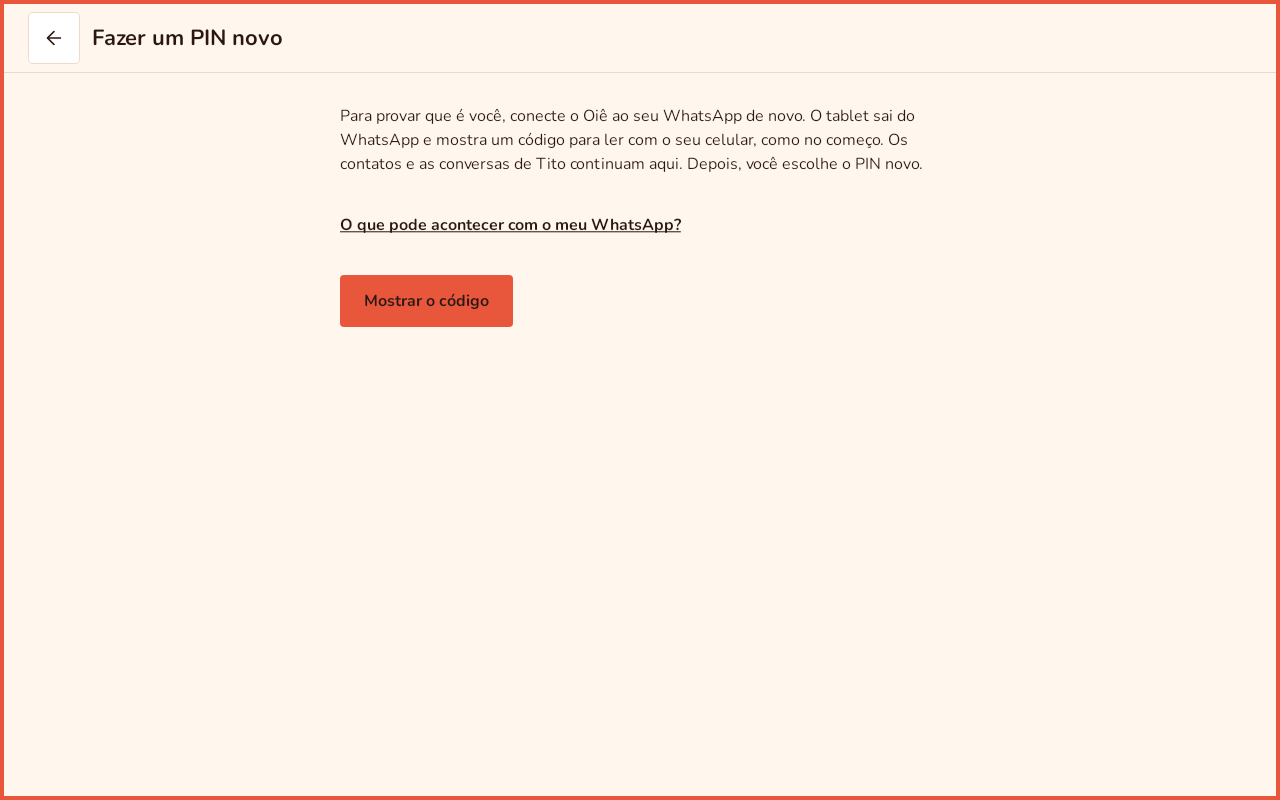 Fazer um PIN novo
Para provar que é você, conecte o Oiê ao seu WhatsApp de novo. O tablet sai do
WhatsApp e mostra um código para ler com o seu celular, como no começo. Os
contatos e as conversas de Tito continuam aqui. Depois, você escolhe o PIN novo.
O que pode acontecer com o meu WhatsApp?
Mostrar o código